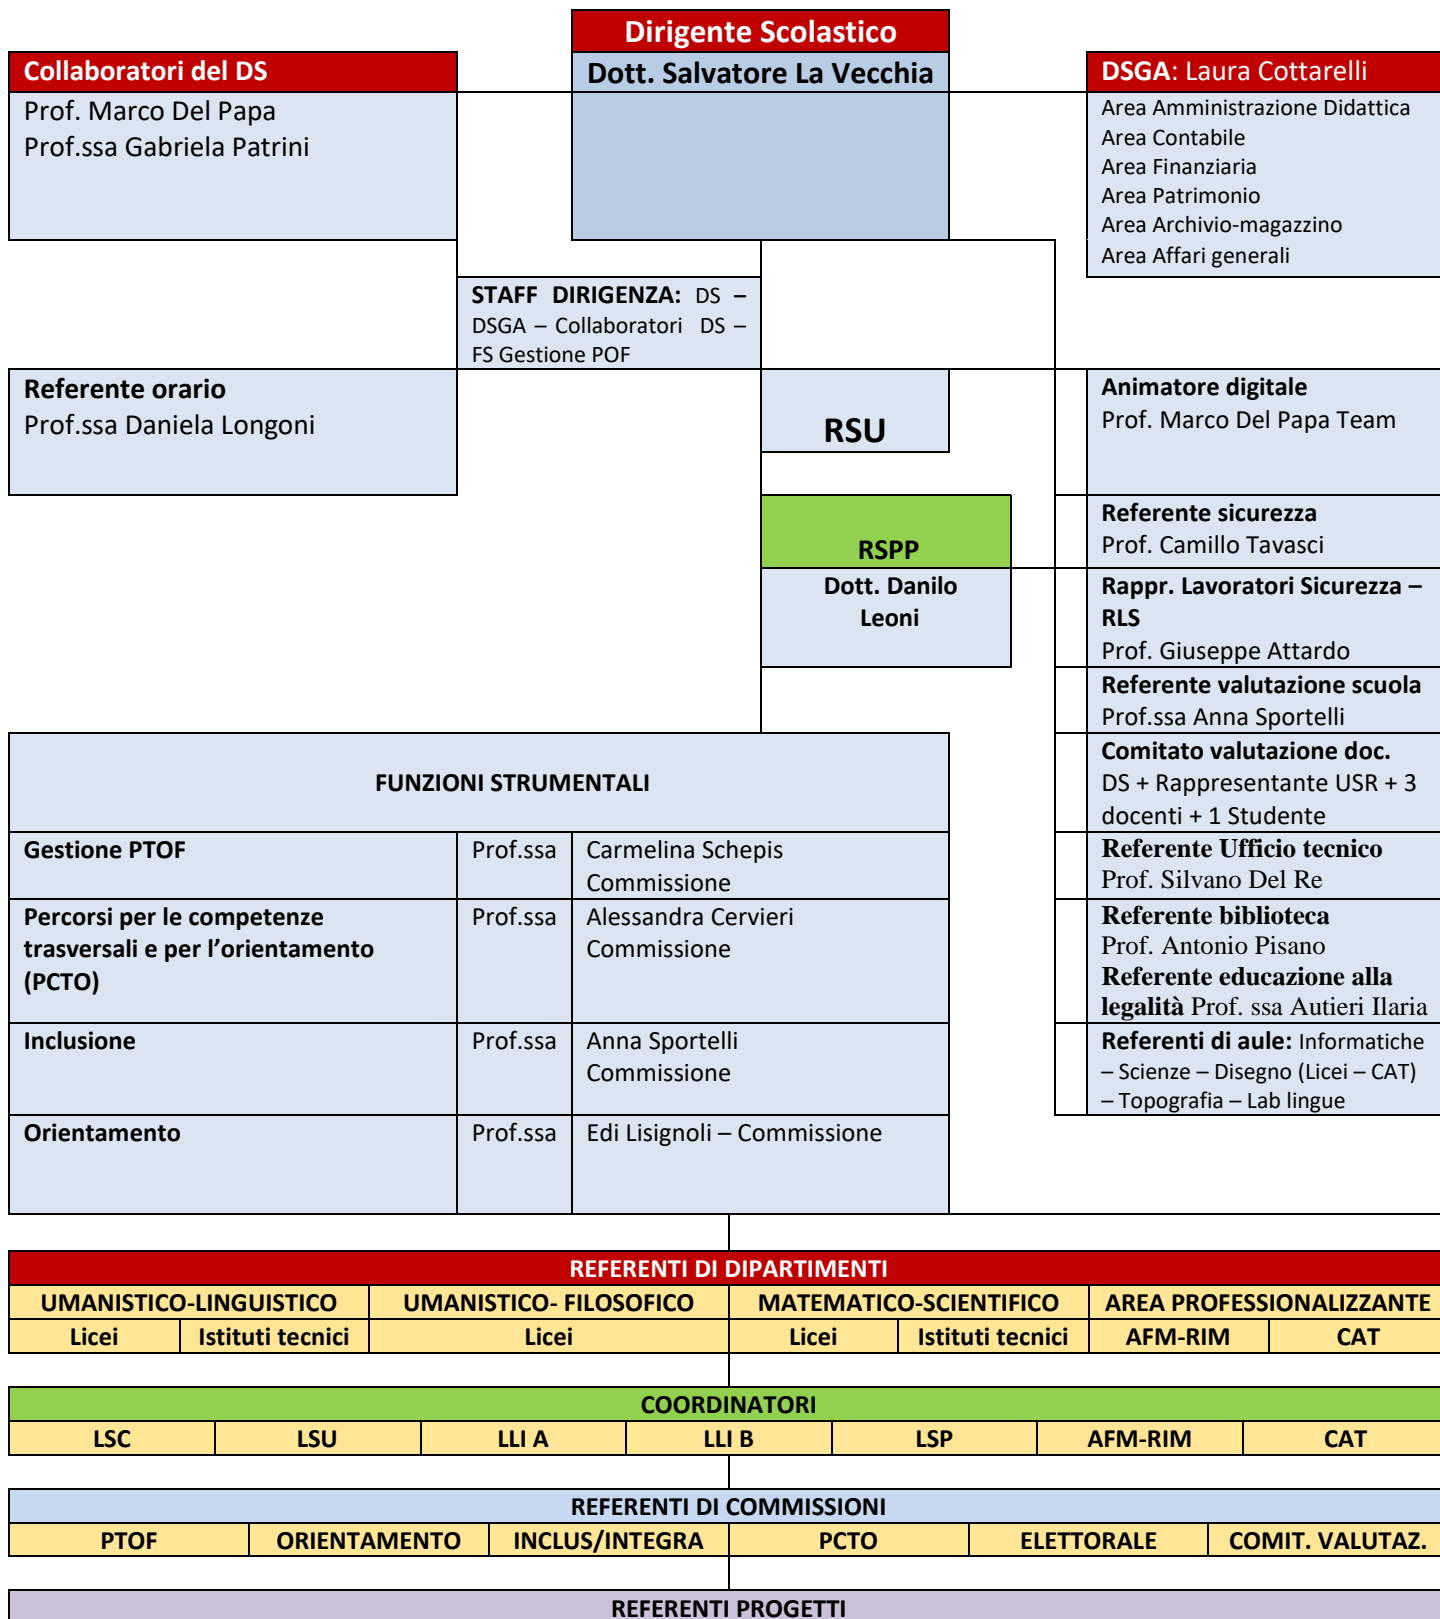 Dirigente Scolastico
Dott. Salvatore La Vecchia
Collaboratori del DS
Prof. Marco Del Papa
Prof.ssa Gabriela Patrini
DSGA: Laura Cottarelli
Area Amministrazione Didattica
Area Contabile
Area Finanziaria
Area Patrimonio
Area Archivio-magazzino
Area Affari generali
STAFF DIRIGENZA: DS –
DSGA – Collaboratori DS –
FS Gestione POF
Referente orario
Prof.ssa Daniela Longoni
RSU
Animatore digitale
Prof. Marco Del Papa Team
RSPP
Dott. Danilo
Leoni
Referente sicurezza
Prof. Camillo Tavasci
Rappr. Lavoratori Sicurezza –
RLS
Prof. Giuseppe Attardo
Referente valutazione scuola
Prof.ssa Anna Sportelli
Comitato valutazione doc.
DS + Rappresentante USR + 3
docenti + 1 Studente
Referente Ufficio tecnico
Prof. Silvano Del Re
Referente biblioteca
Prof. Antonio Pisano
Referente educazione alla
legalità Prof. ssa Autieri Ilaria
Referenti di aule: Informatiche
– Scienze – Disegno (Licei – CAT)
– Topografia – Lab lingue
FUNZIONI STRUMENTALI
Gestione PTOF Prof.ssa Carmelina Schepis
Commissione
Percorsi per le competenze Prof.ssa Alessandra Cervieri
trasversali e per l’orientamento Commissione
(PCTO)
Inclusione Prof.ssa Anna Sportelli
Commissione
Orientamento Prof.ssa Edi Lisignoli – Commissione
REFERENTI DI DIPARTIMENTI
UMANISTICO-LINGUISTICO UMANISTICO- FILOSOFICO MATEMATICO-SCIENTIFICO AREA PROFESSIONALIZZANTE
Licei Istituti tecnici Licei Licei Istituti tecnici AFM-RIM CAT
COORDINATORI
LSC LSU LLI A LLI B LSP AFM-RIM CAT
REFERENTI DI COMMISSIONI
PTOF ORIENTAMENTO INCLUS/INTEGRA PCTO ELETTORALE COMIT. VALUTAZ.
REFERENTI PROGETTI